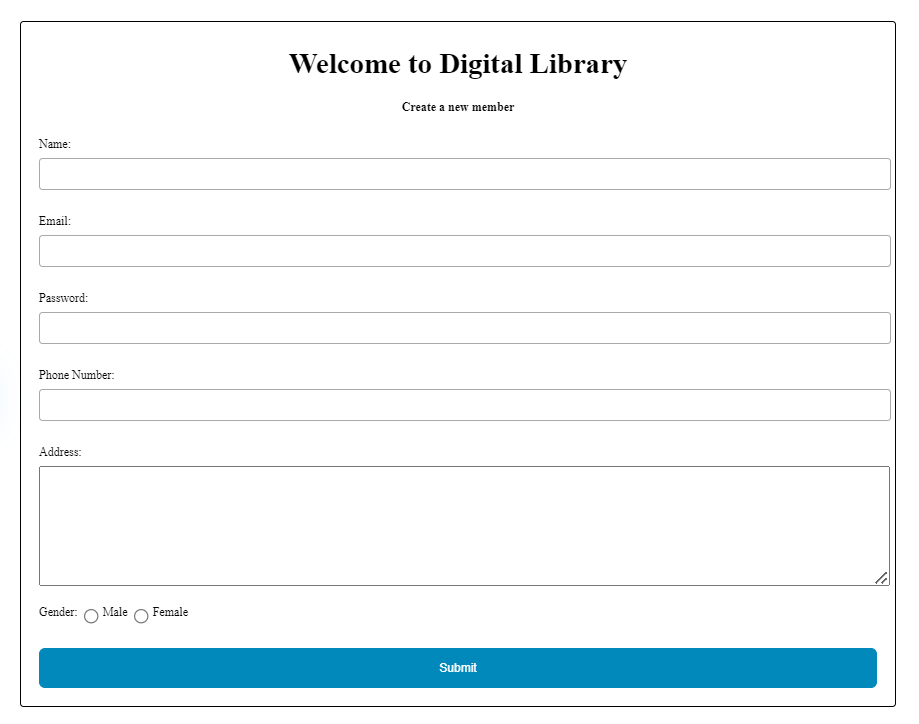 Welcome to Digital Library
Create a new member
Name:
Email:
Password:
Phone Number:
Address:
Gender: Male Female
Submit